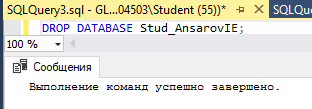 SQLQuery3.sql - GL...04503\Student (55))*
SQLQue
DROP DATABASE Stud_AnsarovIE;
100 %
Сообщения
Выполнение команд успешно завершено.